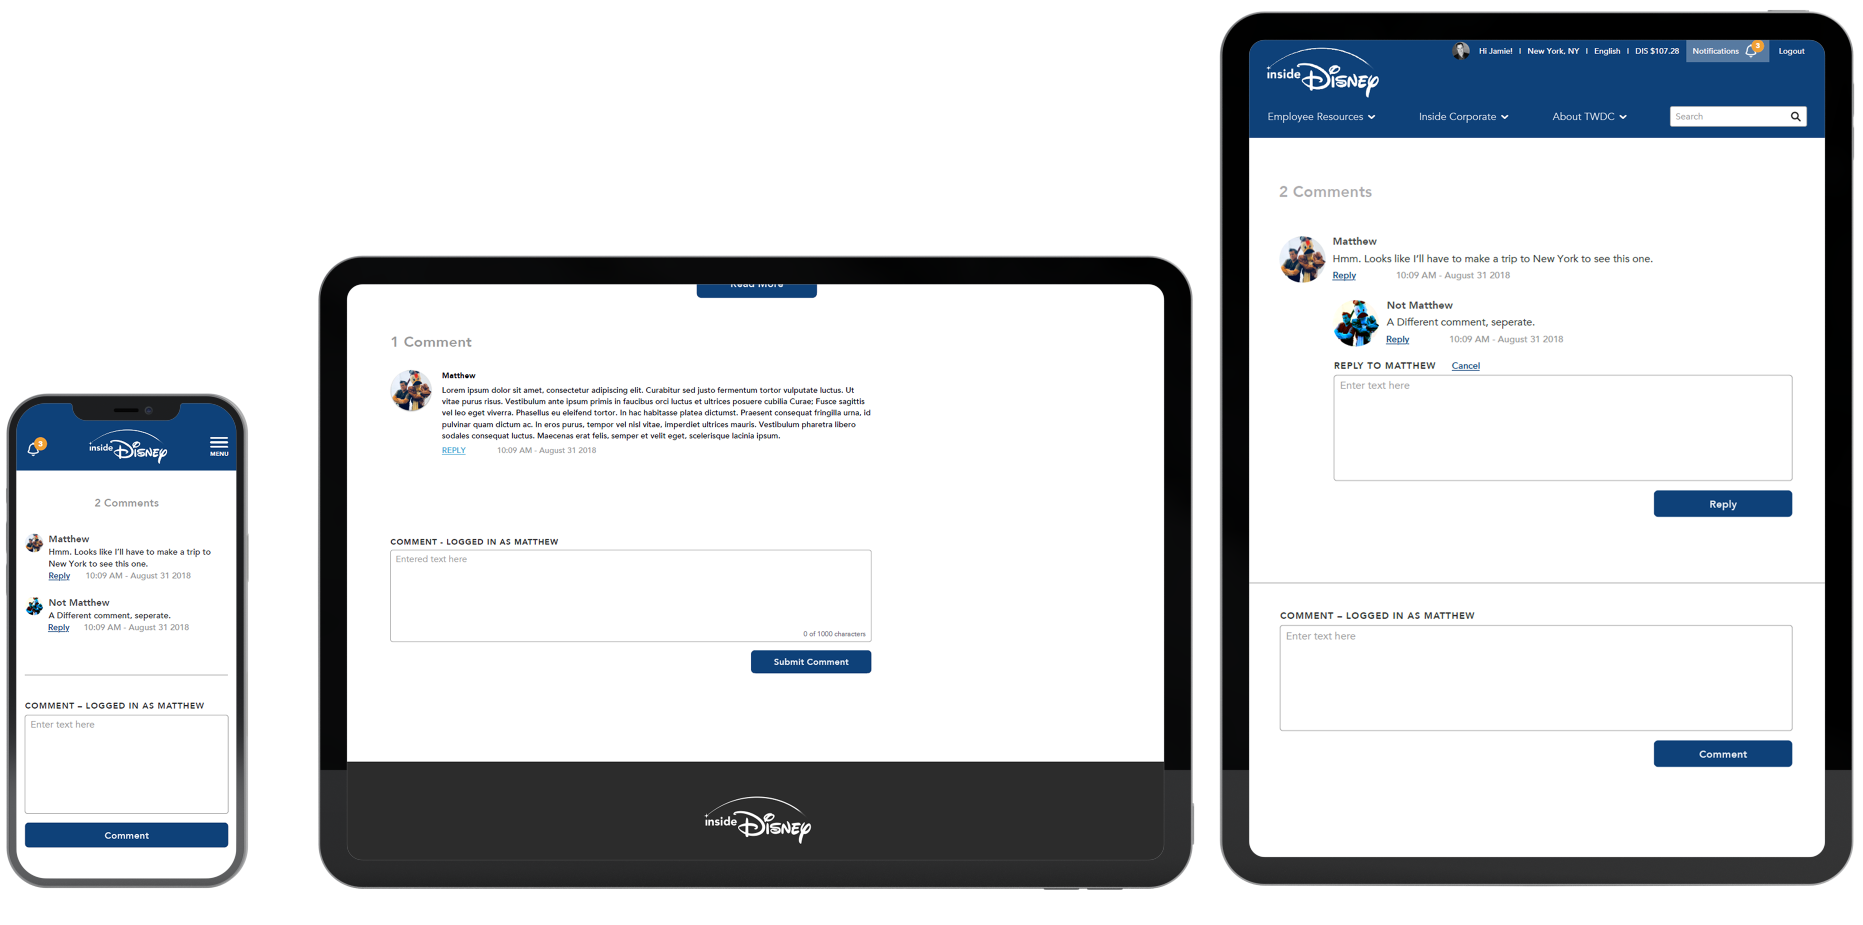 3
inside Disney
MENU
2 Comments
Matthew
Hmm. Looks like I'll have to make a trip to
New York to see this one.
Reply 10:09 AM - August 31 2018
Not Matthew
A Different comment, seperate.
Reply 10:09 AM - August 31 2018
COMMENT – LOGGED IN AS MATTHEW
Enter text here
Comment
Read More
1 Comment
Matthew
Lorem ipsum dolor sit amet, consectetur adipiscing elit. Curabitur sed justo fermentum tortor vulputate luctus. Ut
vitae purus risus. Vestibulum ante ipsum primis in faucibus orci luctus et ultrices posuere cubilia Curae; Fusce sagittis
vel leo eget viverra. Phasellus eu eleifend tortor. In hac habitasse platea dictumst. Praesent consequat fringilla urna, id
pulvinar quam dictum ac. In eros purus, tempor vel nisl vitae, imperdiet ultrices mauris. Vestibulum pharetra libero
sodales consequat luctus. Maecenas erat felis, semper et velit eget, scelerisque lacinia ipsum.
REPLY 10:09 AM - August 31 2018
COMMENT - LOGGED IN AS MATTHEW
Entered text here
0 of 1000 characters
Submit Comment
inside Disney
Hi Jamie! | New York, NY | English | DIS $107.28 Notifications 3 Logout
inside Disney
Employee Resources Inside Corporate About TWDC Search
2 Comments
Matthew
Hmm. Looks like I'll have to make a trip to New York to see this one.
Reply 10:09 AM - August 31 2018
Not Matthew
A Different comment, seperate.
Reply 10:09 AM - August 31 2018
REPLY TO MATTHEW Cancel
Enter text here
Reply
COMMENT – LOGGED IN AS MATTHEW
Enter text here
Comment